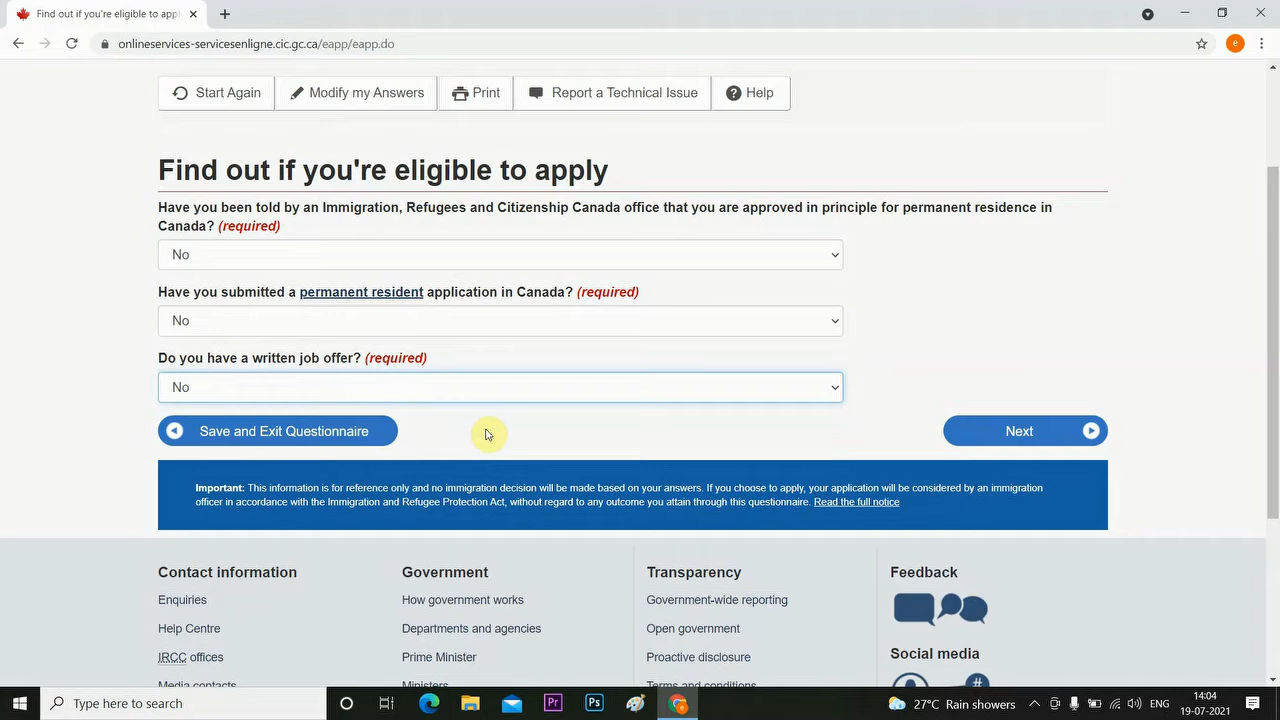 Find out if you're eligible to appl
onlineservices-servicesenligne.cic.gc.ca/eapp/eapp.do
e
Start Again
Modify my Answers
Print
Report a Technical Issue
Help
Find out if you're eligible to apply
Have you been told by an Immigration, Refugees and Citizenship Canada office that you are approved in principle for permanent residence in
Canada? (required)
No
Have you submitted a permanent resident application in Canada? (required)
No
Do you have a written job offer? (required)
No
Save and Exit Questionnaire
Next
Important: This information is for reference only and no immigration decision will be made based on your answers. If you choose to apply, your application will be considered by an immigration
officer in accordance with the Immigration and Refugee Protection Act, without regard to any outcome you attain through this questionnaire. Read the full notice
Contact information
Enquiries
Help Centre
IRCC offices
Media contacts
Government
How government works
Departments and agencies
Prime Minister
Ministers
Transparency
Government-wide reporting
Open government
Proactive disclosure
Terms and conditions
Feedback
Social media
#
Type here to search
Pr
Ps
e
27°C Rain showers
ENG
14:04
19-07-2021